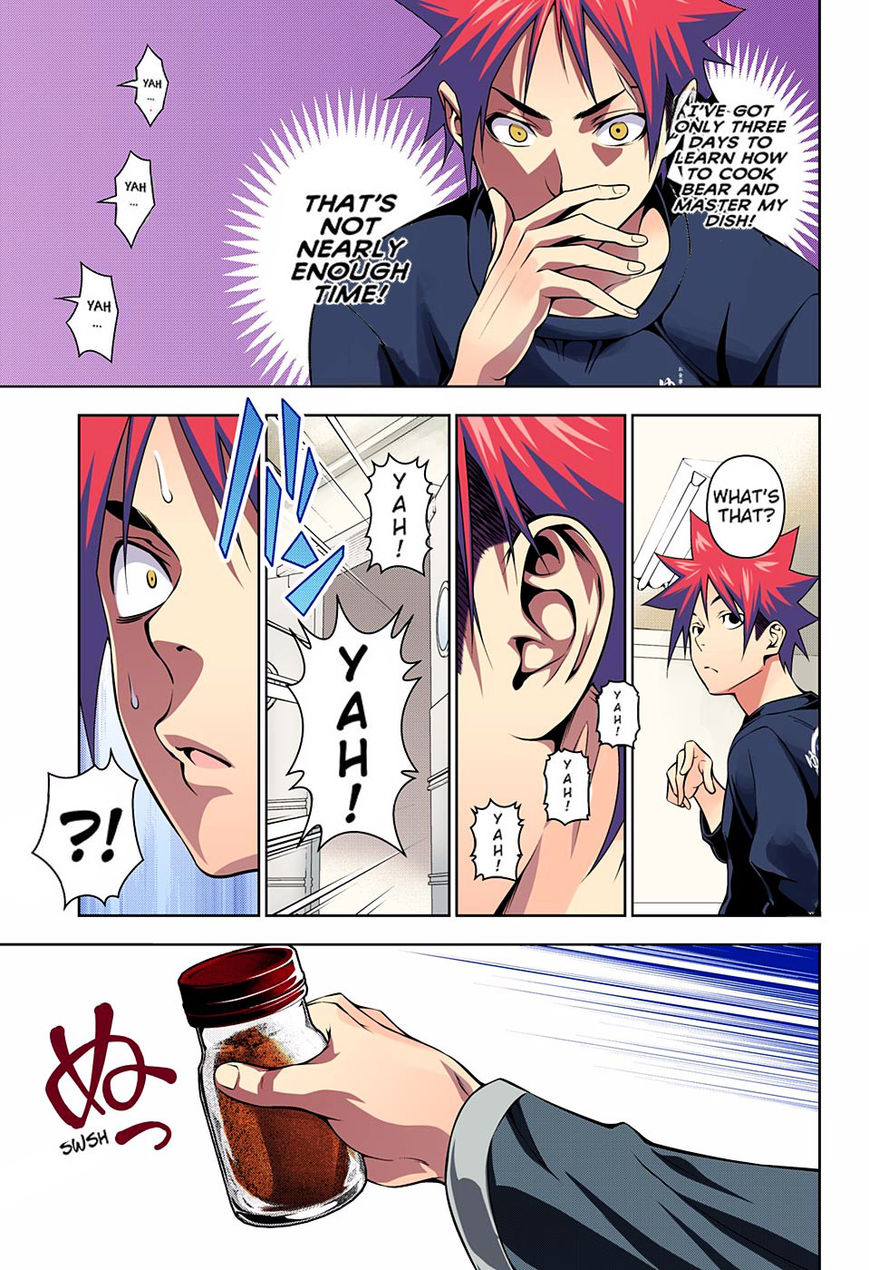 I'VE GOT
ONLY THREE
DAYS TO
LEARN HOW
TO COOK
BEAR AND
MASTER MY
DISH!
THAT'S
NOT
NEARLY
ENOUGH
TIME!
YAH
...
YAH
...
YAH
...
WHAT'S
THAT?
YAH!
YAH!
YAH!
YAH!
YAH!
?!
ぬっ
SWSH